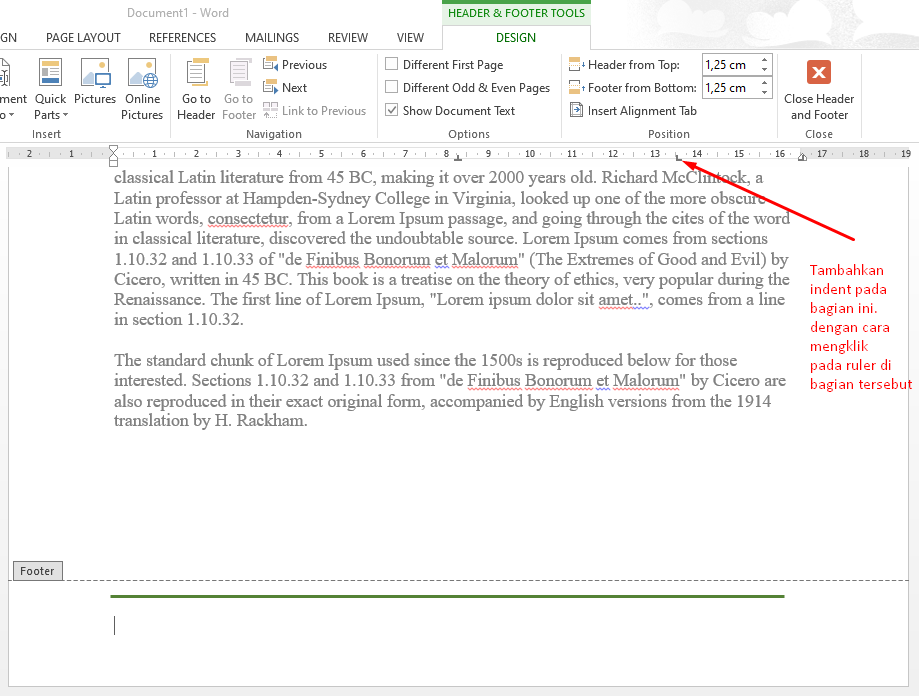 Document1 - Word
HEADER & FOOTER TOOLS
GN PAGE LAYOUT REFERENCES MAILINGS REVIEW VIEW DESIGN
ment Quick Parts Pictures Online Pictures
Insert
Go to Header Go to Footer
Previous
Next
Link to Previous
Navigation
Different First Page
Different Odd & Even Pages
Show Document Text
Options
Header from Top: 1,25 cm
Footer from Bottom: 1,25 cm
Insert Alignment Tab
Position
Close Header and Footer
Close
2 1 1 2 3 4 5 6 7 8 9 10 11 12 13 14 15 16 17 18 19
classical Latin literature from 45 BC, making it over 2000 years old. Richard McClintock, a
Latin professor at Hampden-Sydney College in Virginia, looked up one of the more obscure
Latin words, consectetur, from a Lorem Ipsum passage, and going through the cites of the word
in classical literature, discovered the undoubtable source. Lorem Ipsum comes from sections
1.10.32 and 1.10.33 of "de Finibus Bonorum et Malorum" (The Extremes of Good and Evil) by
Cicero, written in 45 BC. This book is a treatise on the theory of ethics, very popular during the
Renaissance. The first line of Lorem Ipsum, "Lorem ipsum dolor sit amet..", comes from a line
in section 1.10.32.
The standard chunk of Lorem Ipsum used since the 1500s is reproduced below for those
interested. Sections 1.10.32 and 1.10.33 from "de Finibus Bonorum et Malorum" by Cicero are
also reproduced in their exact original form, accompanied by English versions from the 1914
translation by H. Rackham.
Tambahkan
indent pada
bagian ini.
dengan cara
mengklik
pada ruler di
bagian tersebut
Footer